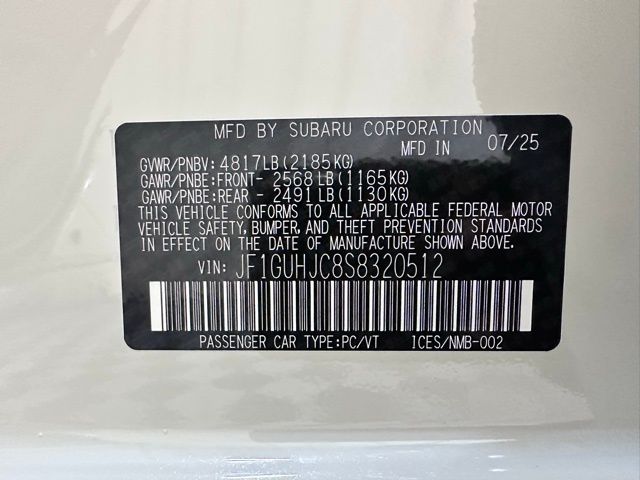 MFD BY SUBARU CORPORATION
MFD IN 07/25
GVWR/PNBV: 4817LB(2185KG)
GAWR/PNBE:FRONT- 2568LB(1165KG)
GAWR/PNBE:REAR - 2491LB(1130KG)
THIS VEHICLE CONFORMS TO ALL APPLICABLE FEDERAL MOTOR
VEHICLE SAFETY, BUMPER, AND THEFT PREVENTION STANDARDS
IN EFFECT ON THE DATE OF MANUFACTURE SHOWN ABOVE.
VIN: JF1GUHJC8S8320512
PASSENGER CAR TYPE:PC/VT ICES/NMB-002